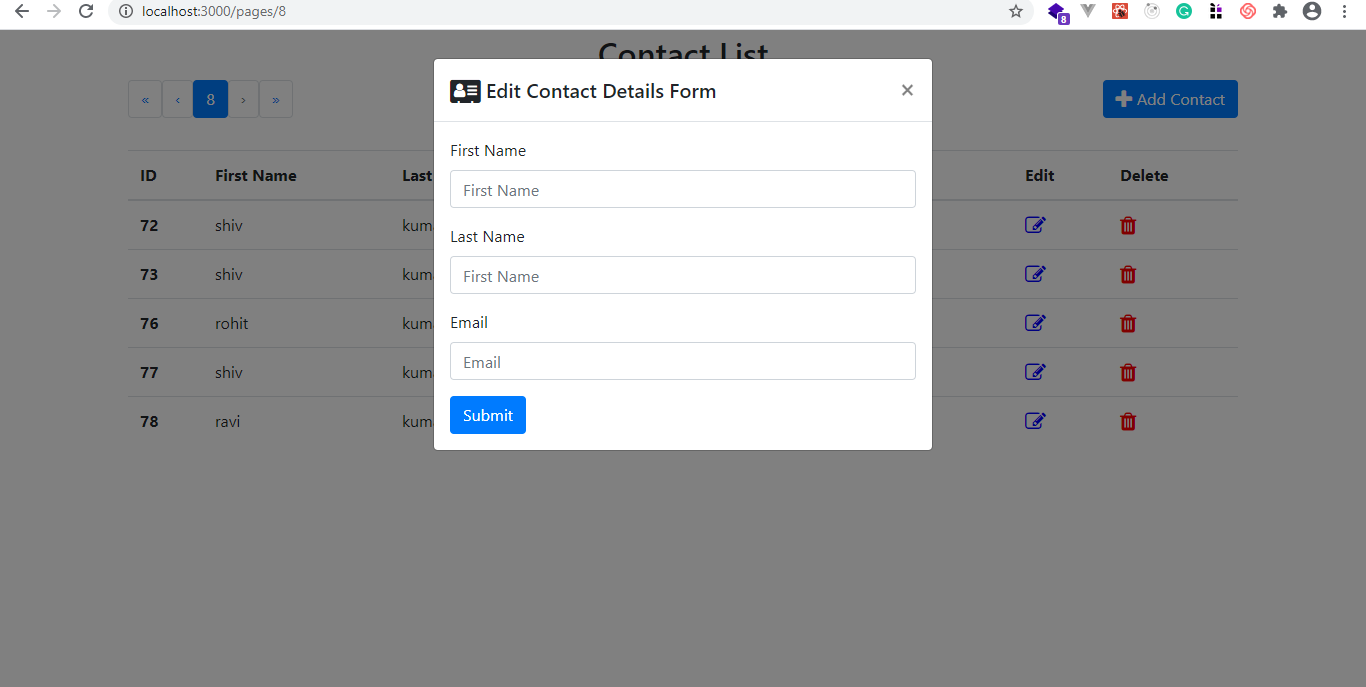 localhost:3000/pages/8
8
Contact List
Edit Contact Details Form ×
« ‹ 8 › »
Add Contact
First Name
First Name
Last Name
First Name
Email
Email
Submit
ID First Name Last Edit Delete
72 shiv kum
73 shiv kum
76 rohit kum
77 shiv kum
78 ravi kum